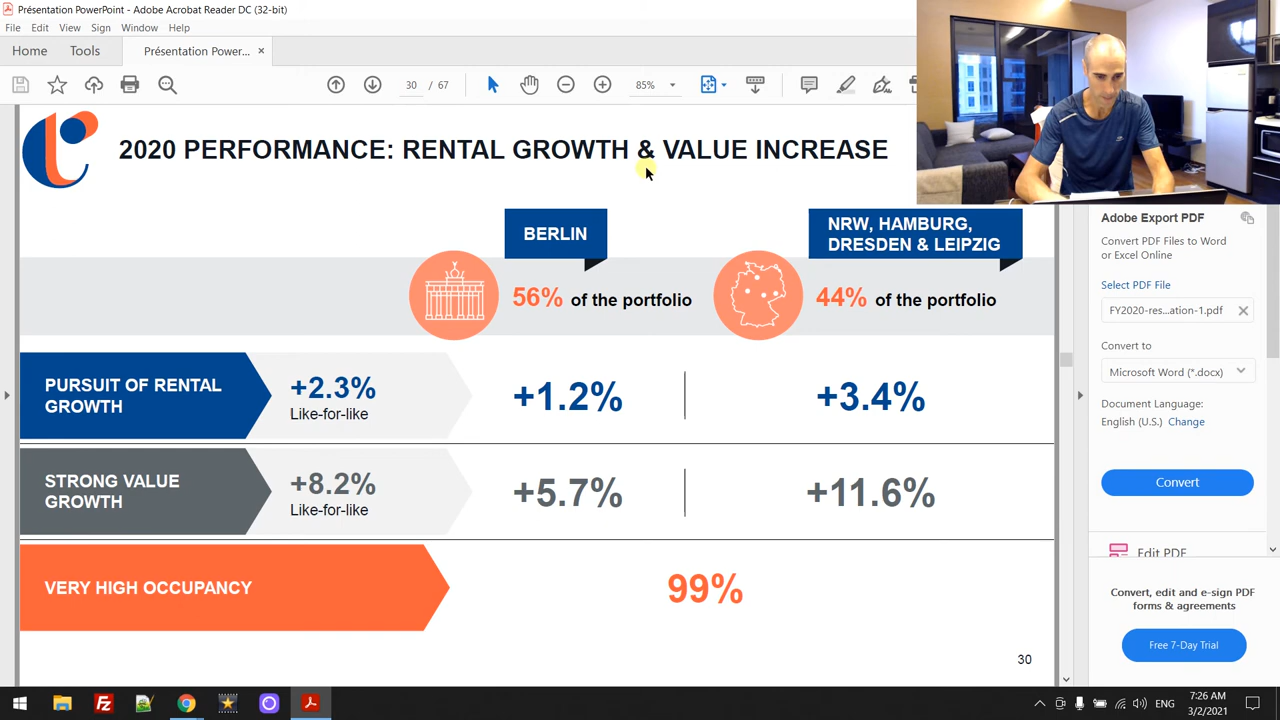 Présentation PowerPoint - Adobe Acrobat Reader DC (32-bit)
File Edit View Sign Window Help
Home Tools Présentation Power... ×
30 / 67 85%
2020 PERFORMANCE: RENTAL GROWTH & VALUE INCREASE
BERLIN
NRW, HAMBURG,
DRESDEN & LEIPZIG
56% of the portfolio
44% of the portfolio
PURSUIT OF RENTAL
GROWTH
+2.3%
Like-for-like
+1.2%
+3.4%
STRONG VALUE
GROWTH
+8.2%
Like-for-like
+5.7%
+11.6%
VERY HIGH OCCUPANCY
99%
30
Adobe Export PDF
Convert PDF Files to Word
or Excel Online
Select PDF File
FY2020-res...ation-1.pdf
Convert to
Microsoft Word (*.docx)
Document Language:
English (U.S.) Change
Convert
Edit PDF
Convert, edit and e-sign PDF
forms & agreements
Free 7-Day Trial
ENG
7:26 AM
3/2/2021